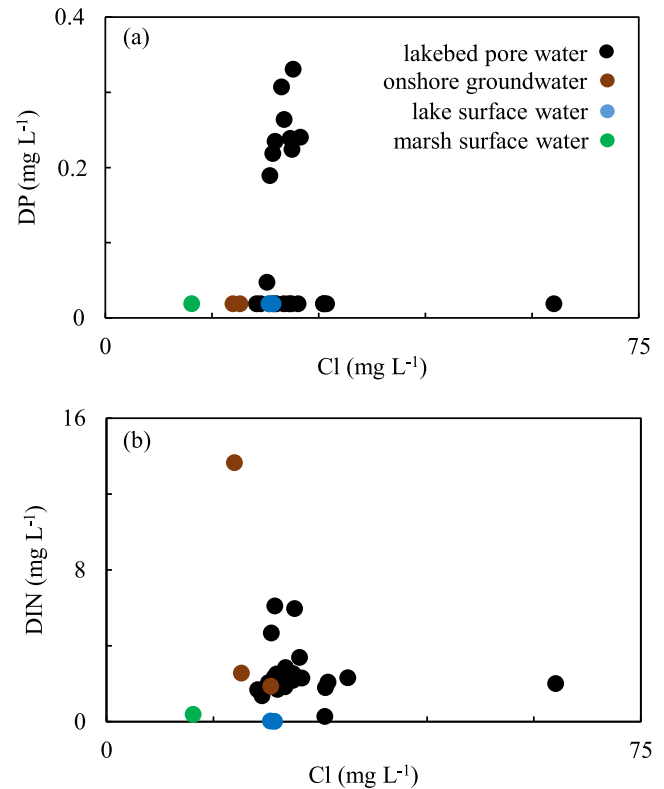 0.4
(a)
lakebed pore water
onshore groundwater
lake surface water
marsh surface water
DP (mg L⁻¹)
0.2
0
0
75
Cl (mg L⁻¹)
16
(b)
DIN (mg L⁻¹)
8
0
0
75
Cl (mg L⁻¹)